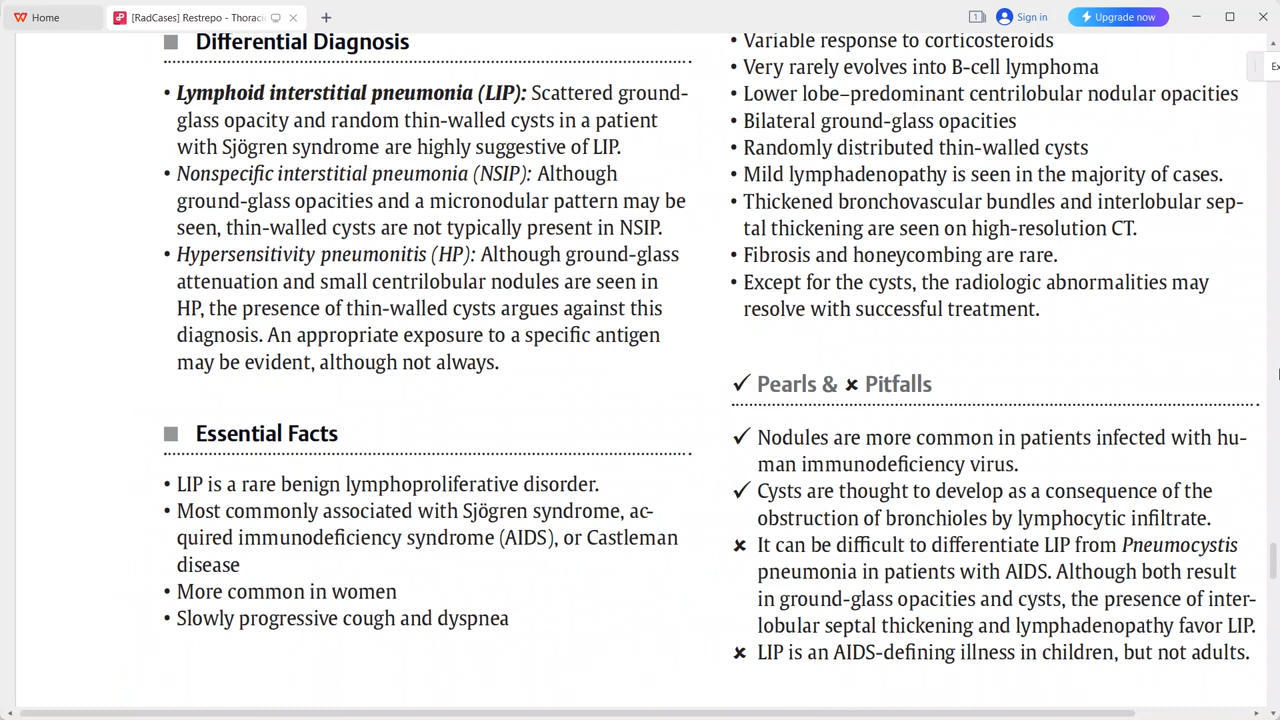 Home
[RadCases] Restrepo - Thoraci
1
Sign in
Upgrade now
Ex
Differential Diagnosis
• Lymphoid interstitial pneumonia (LIP): Scattered ground-
glass opacity and random thin-walled cysts in a patient
with Sjögren syndrome are highly suggestive of LIP.
• Nonspecific interstitial pneumonia (NSIP): Although
ground-glass opacities and a micronodular pattern may be
seen, thin-walled cysts are not typically present in NSIP.
• Hypersensitivity pneumonitis (HP): Although ground-glass
attenuation and small centrilobular nodules are seen in
HP, the presence of thin-walled cysts argues against this
diagnosis. An appropriate exposure to a specific antigen
may be evident, although not always.
Essential Facts
• LIP is a rare benign lymphoproliferative disorder.
• Most commonly associated with Sjögren syndrome, ac-
quired immunodeficiency syndrome (AIDS), or Castleman
disease
• More common in women
• Slowly progressive cough and dyspnea
• Variable response to corticosteroids
• Very rarely evolves into B-cell lymphoma
• Lower lobe–predominant centrilobular nodular opacities
• Bilateral ground-glass opacities
• Randomly distributed thin-walled cysts
• Mild lymphadenopathy is seen in the majority of cases.
• Thickened bronchovascular bundles and interlobular sep-
tal thickening are seen on high-resolution CT.
• Fibrosis and honeycombing are rare.
• Except for the cysts, the radiologic abnormalities may
resolve with successful treatment.
✓ Pearls & ✘ Pitfalls
✓ Nodules are more common in patients infected with hu-
man immunodeficiency virus.
✓ Cysts are thought to develop as a consequence of the
obstruction of bronchioles by lymphocytic infiltrate.
✘ It can be difficult to differentiate LIP from Pneumocystis
pneumonia in patients with AIDS. Although both result
in ground-glass opacities and cysts, the presence of inter-
lobular septal thickening and lymphadenopathy favor LIP.
✘ LIP is an AIDS-defining illness in children, but not adults.